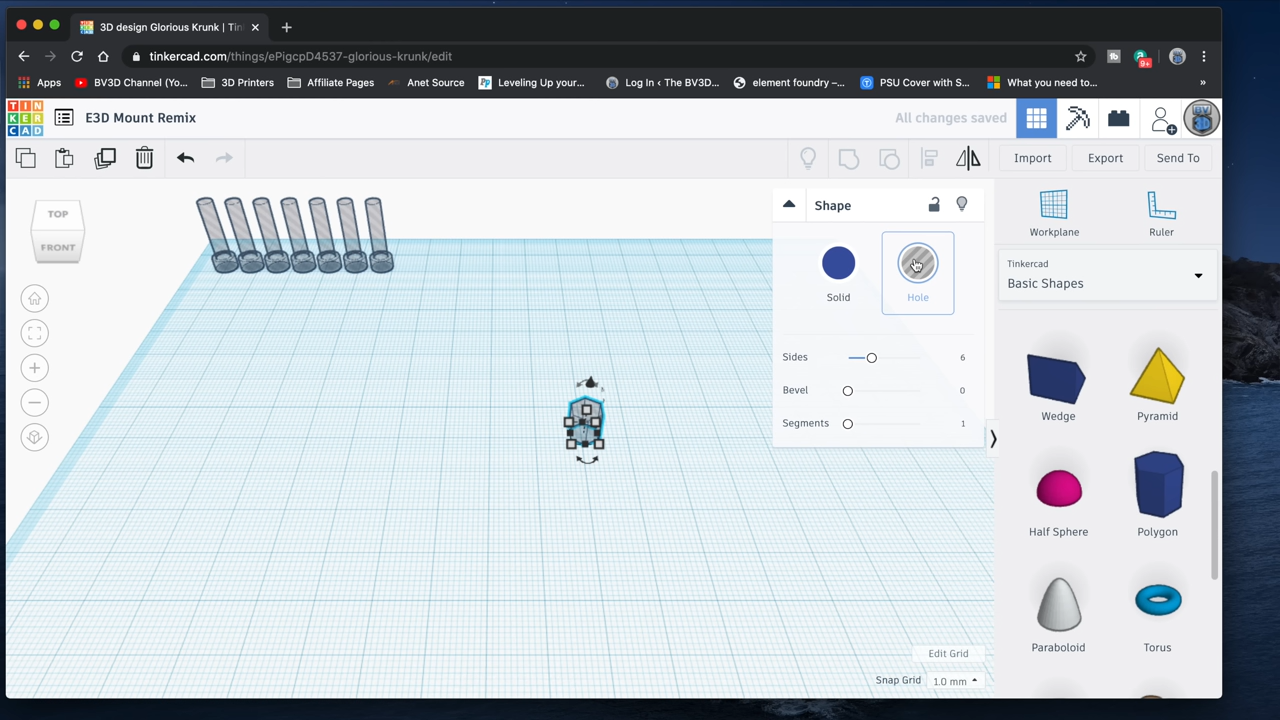 3D design Glorious Krunk | Tin
tinkercad.com/things/ePigcpD4537-glorious-krunk/edit
9+
Apps
BV3D Channel (Yo...
3D Printers
Affiliate Pages
Anet Source
Leveling Up your...
Log In ‹ The BV3D...
element foundry –...
PSU Cover with S...
What you need to...
»
TIN
KER
CAD
E3D Mount Remix
All changes saved
Import
Export
Send To
TOP
FRONT
Shape
Solid
Hole
Sides
6
Bevel
0
Segments
1
Workplane
Ruler
Tinkercad
Basic Shapes
Wedge
Pyramid
Half Sphere
Polygon
Paraboloid
Torus
Edit Grid
Snap Grid
1.0 mm